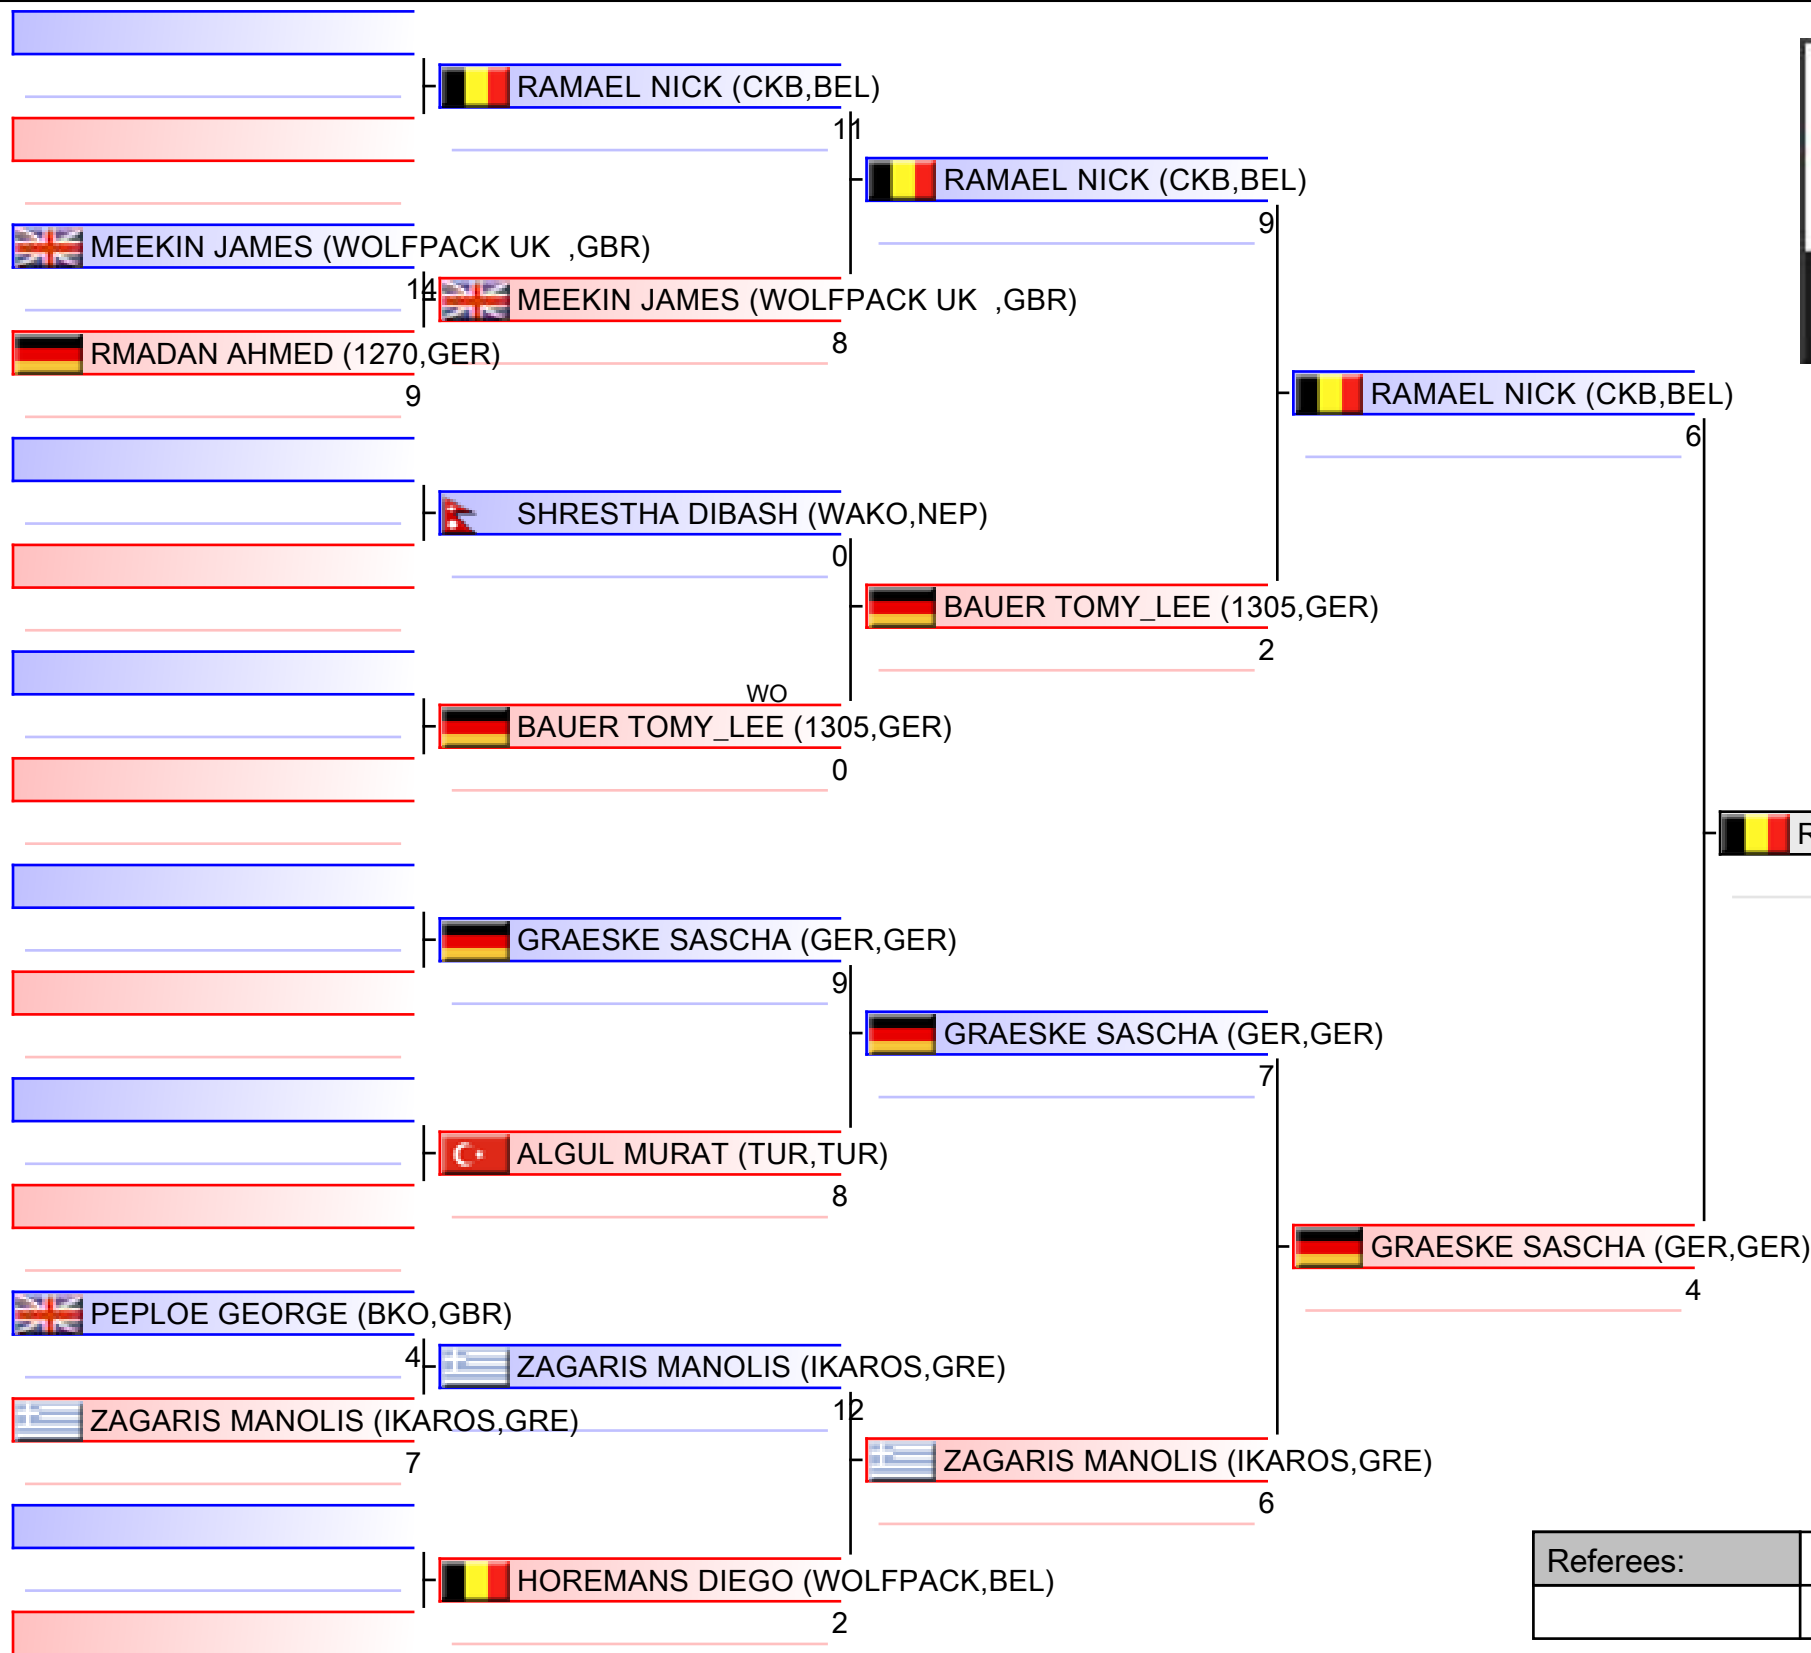 RAMAEL NICK (CKB,BEL)
11
RAMAEL NICK (CKB,BEL)
9
MEEKIN JAMES (WOLFPACK UK ,GBR)
14
MEEKIN JAMES (WOLFPACK UK ,GBR)
8
RMADAN AHMED (1270,GER)
9
RAMAEL NICK (CKB,BEL)
6
SHRESTHA DIBASH (WAKO,NEP)
0
BAUER TOMY_LEE (1305,GER)
2
WO
BAUER TOMY_LEE (1305,GER)
0
R
GRAESKE SASCHA (GER,GER)
9
GRAESKE SASCHA (GER,GER)
7
ALGUL MURAT (TUR,TUR)
8
GRAESKE SASCHA (GER,GER)
4
PEPLOE GEORGE (BKO,GBR)
4
ZAGARIS MANOLIS (IKAROS,GRE)
12
ZAGARIS MANOLIS (IKAROS,GRE)
7
ZAGARIS MANOLIS (IKAROS,GRE)
6
HOREMANS DIEGO (WOLFPACK,BEL)
2
Referees: